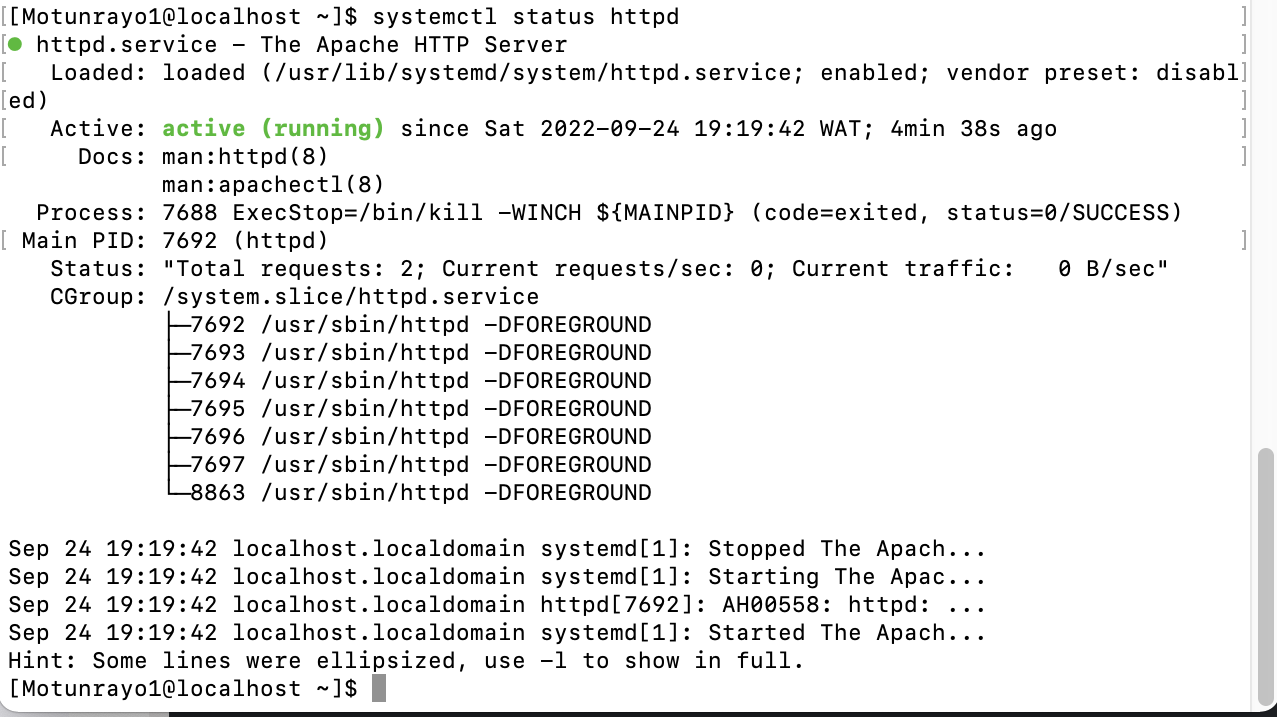 [[Motunrayo1@localhost ~]$ systemctl status httpd ]
[● httpd.service – The Apache HTTP Server ]
[ Loaded: loaded (/usr/lib/systemd/system/httpd.service; enabled; vendor preset: disabl]
[ed) ]
[ Active: active (running) since Sat 2022-09-24 19:19:42 WAT; 4min 38s ago ]
[ Docs: man:httpd(8) ]
man:apachectl(8)
Process: 7688 ExecStop=/bin/kill –WINCH ${MAINPID} (code=exited, status=0/SUCCESS)
[ Main PID: 7692 (httpd) ]
Status: "Total requests: 2; Current requests/sec: 0; Current traffic:   0 B/sec"
CGroup: /system.slice/httpd.service
├─7692 /usr/sbin/httpd –DFOREGROUND
├─7693 /usr/sbin/httpd –DFOREGROUND
├─7694 /usr/sbin/httpd –DFOREGROUND
├─7695 /usr/sbin/httpd –DFOREGROUND
├─7696 /usr/sbin/httpd –DFOREGROUND
├─7697 /usr/sbin/httpd –DFOREGROUND
└─8863 /usr/sbin/httpd –DFOREGROUND
Sep 24 19:19:42 localhost.localdomain systemd[1]: Stopped The Apach...
Sep 24 19:19:42 localhost.localdomain systemd[1]: Starting The Apac...
Sep 24 19:19:42 localhost.localdomain httpd[7692]: AH00558: httpd: ...
Sep 24 19:19:42 localhost.localdomain systemd[1]: Started The Apach...
Hint: Some lines were ellipsized, use –l to show in full.
[Motunrayo1@localhost ~]$